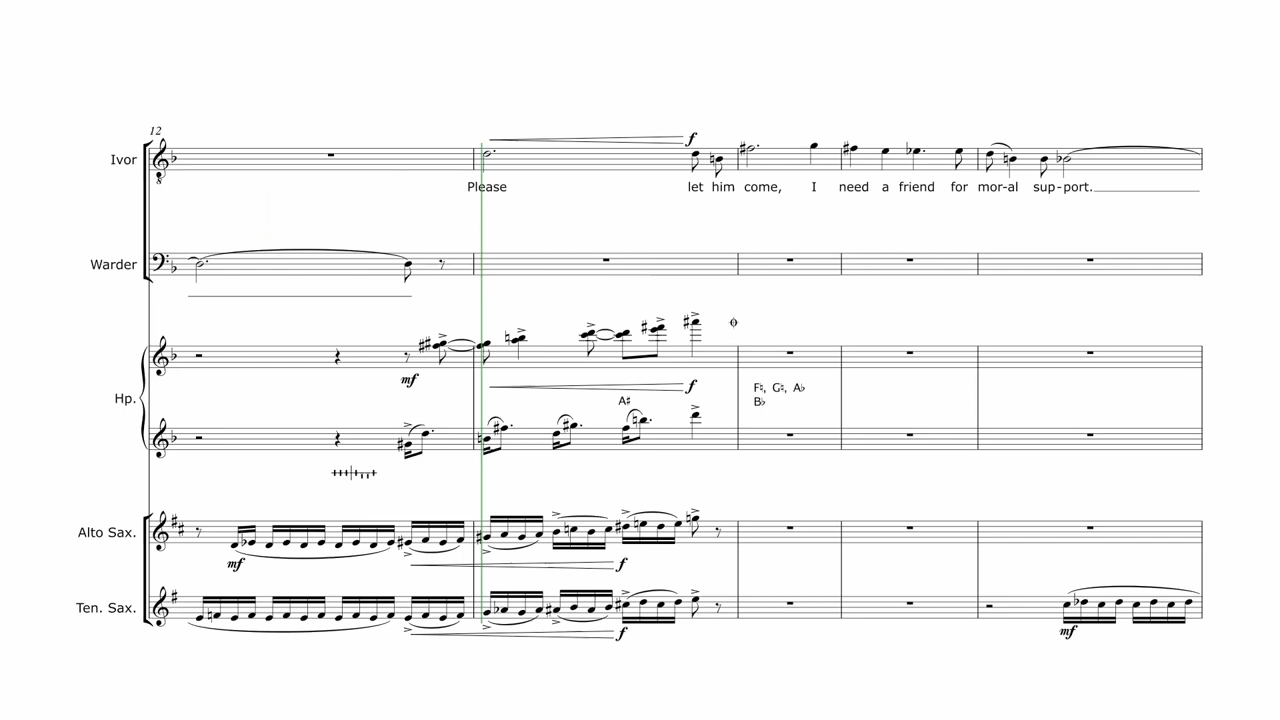 12
Ivor
f
Please let him come, I need a friend for mor-al sup-port.
Warder
Hp.
mf
f
A♯
F♮, G♮, A♭
B♭
Alto Sax.
mf
f
Ten. Sax.
f
mf